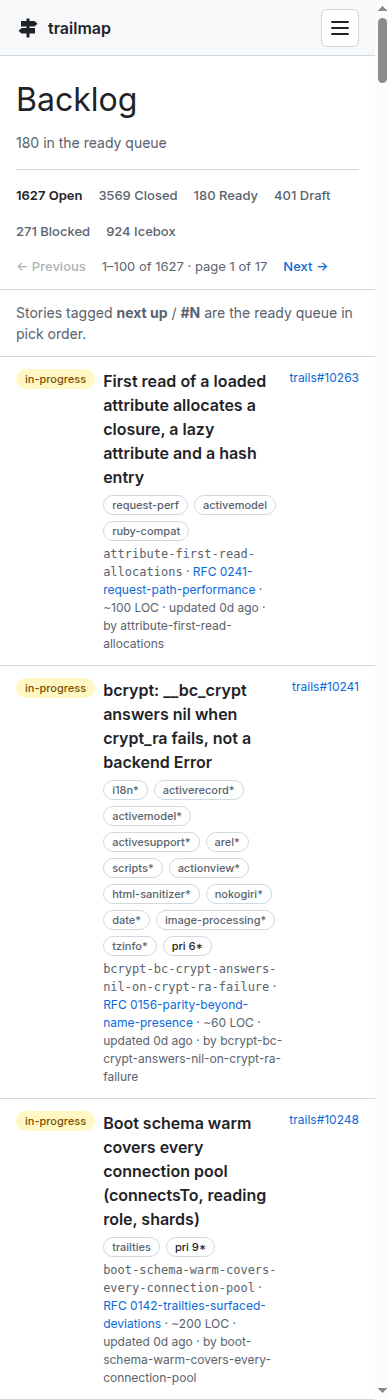 trailmap
Backlog
180 in the ready queue
1627 Open 3569 Closed 180 Ready 401 Draft
271 Blocked 924 Icebox
← Previous 1–100 of 1627 · page 1 of 17 Next →
Stories tagged next up / #N are the ready queue in
pick order.
in-progress First read of a loaded trails#10263
attribute allocates a
closure, a lazy
attribute and a hash
entry
request-perf activemodel
ruby-compat
attribute-first-read-
allocations · RFC 0241-
request-path-performance ·
~100 LOC · updated 0d ago ·
by attribute-first-read-
allocations
in-progress bcrypt: __bc_crypt trails#10241
answers nil when
crypt_ra fails, not a
backend Error
i18n* activerecord*
activemodel*
activesupport* arel*
scripts* actionview*
html-sanitizer* nokogiri*
date* image-processing*
tzinfo* pri 6*
bcrypt-bc-crypt-answers-
nil-on-crypt-ra-failure ·
RFC 0156-parity-beyond-
name-presence · ~60 LOC ·
updated 0d ago · by bcrypt-bc-
crypt-answers-nil-on-crypt-ra-
failure
in-progress Boot schema warm trails#10248
covers every
connection pool
(connectsTo, reading
role, shards)
trailties pri 9*
boot-schema-warm-covers-
every-connection-pool ·
RFC 0142-trailties-surfaced-
deviations · ~200 LOC ·
updated 0d ago · by boot-
schema-warm-covers-every-
connection-pool